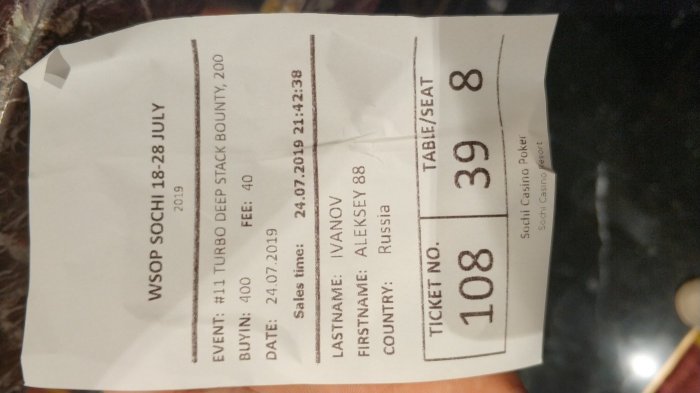 WSOP SOCHI 18-28 JULY
2019
EVENT: #11 TURBO DEEP STACK BOUNTY, 200
BUYIN: 400 FEE: 40
DATE: 24.07.2019
Sales time: 24.07.2019 21:42:38
LASTNAME: IVANOV
FIRSTNAME: ALEKSEY 88
COUNTRY: Russia
TICKET NO. TABLE/SEAT
108 39 8
Sochi Casino Poker
Sochi Casino Resort